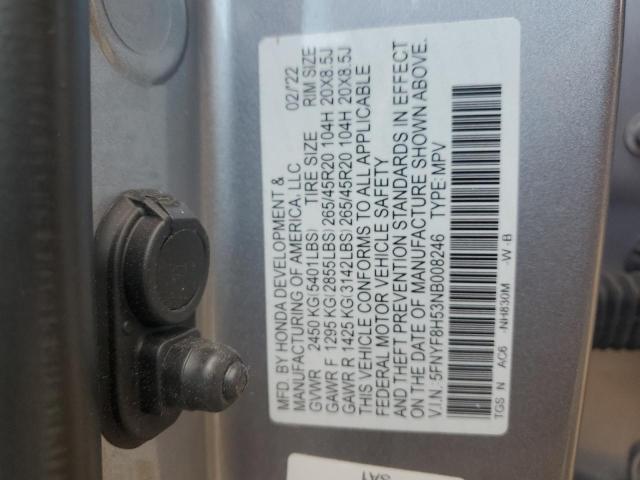 MFD. BY HONDA DEVELOPMENT &
MANUFACTURING OF AMERICA, LLC 02/'22
GVWR 2450 KG(5401LBS) TIRE SIZE RIM SIZE
GAWR F 1295 KG(2855LBS) 265/45R20 104H 20X8.5J
GAWR R 1425 KG(3142LBS) 265/45R20 104H 20X8.5J
THIS VEHICLE CONFORMS TO ALL APPLICABLE
FEDERAL MOTOR VEHICLE SAFETY
AND THEFT PREVENTION STANDARDS IN EFFECT
ON THE DATE OF MANUFACTURE SHOWN ABOVE.
V.I.N. 5FNYF8H53NB008246 TYPE:MPV
TGS N AC6 NH830M -W -B